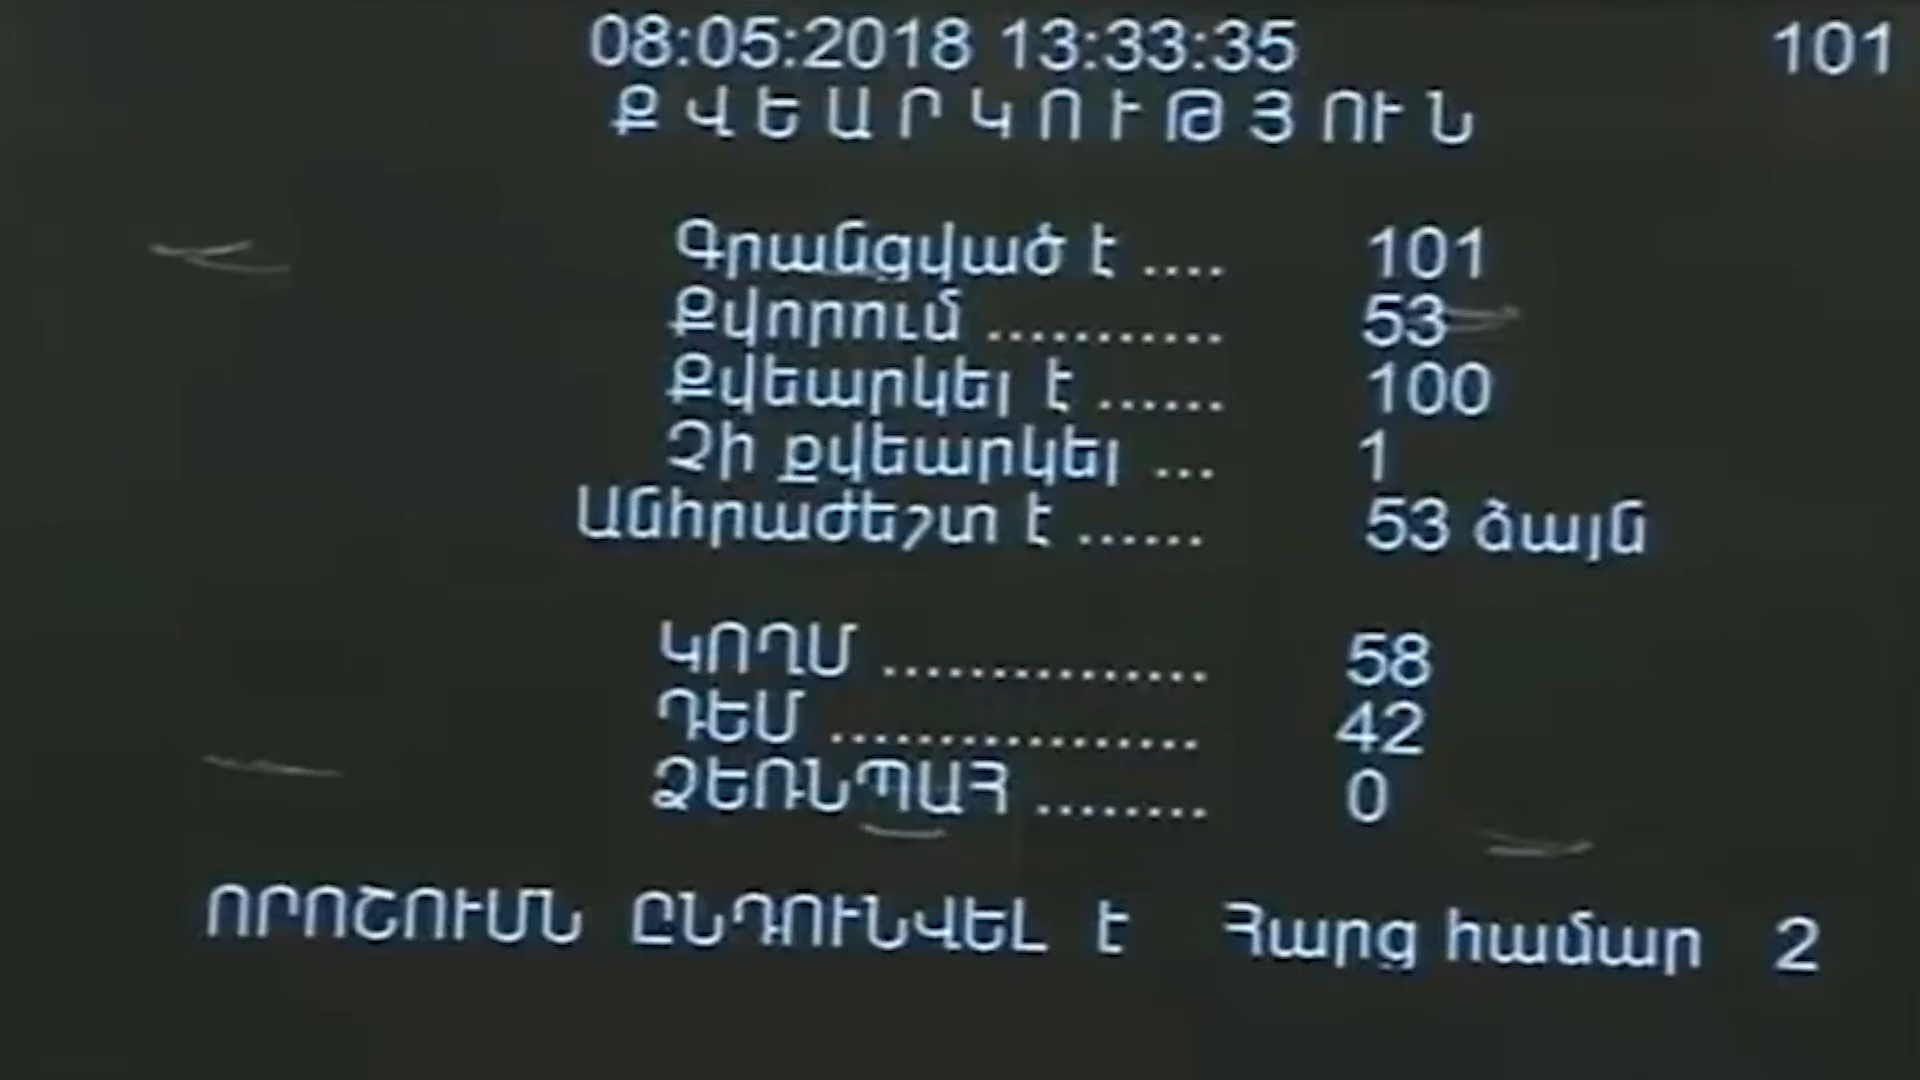 08:05:2018 13:33:35 101
ՔՎԵԱՐԿՈՒԹՅՈՒՆ
Գրանցված է .... 101
Քվորում ........... 53
Քվեարկել է ...... 100
Չի քվեարկել ... 1
Անհրաժեշտ է ...... 53 ձայն
ԿՈՂՄ ............... 58
ԴԵՄ ................. 42
ՁԵՌՆՊԱՀ ........ 0
ՈՐՈՇՈՒՄՆ ԸՆԴՈՒՆՎԵԼ է Հարց համար 2